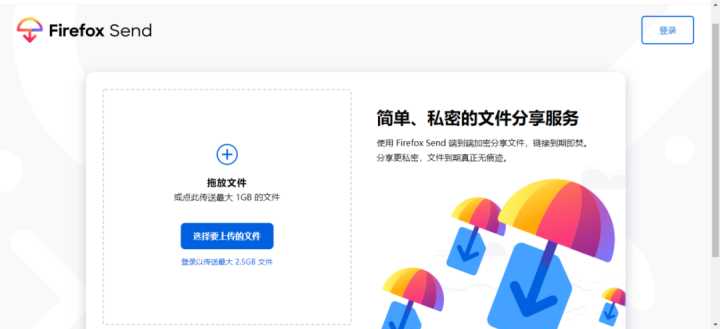 Firefox Send
登录
拖放文件
或点此传送最大 1GB 的文件
选择要上传的文件
登录以传送最大 2.5GB 文件
简单、私密的文件分享服务
使用 Firefox Send 端到端加密分享文件，链接到期即焚。
分享更私密，文件到期真正无痕迹。